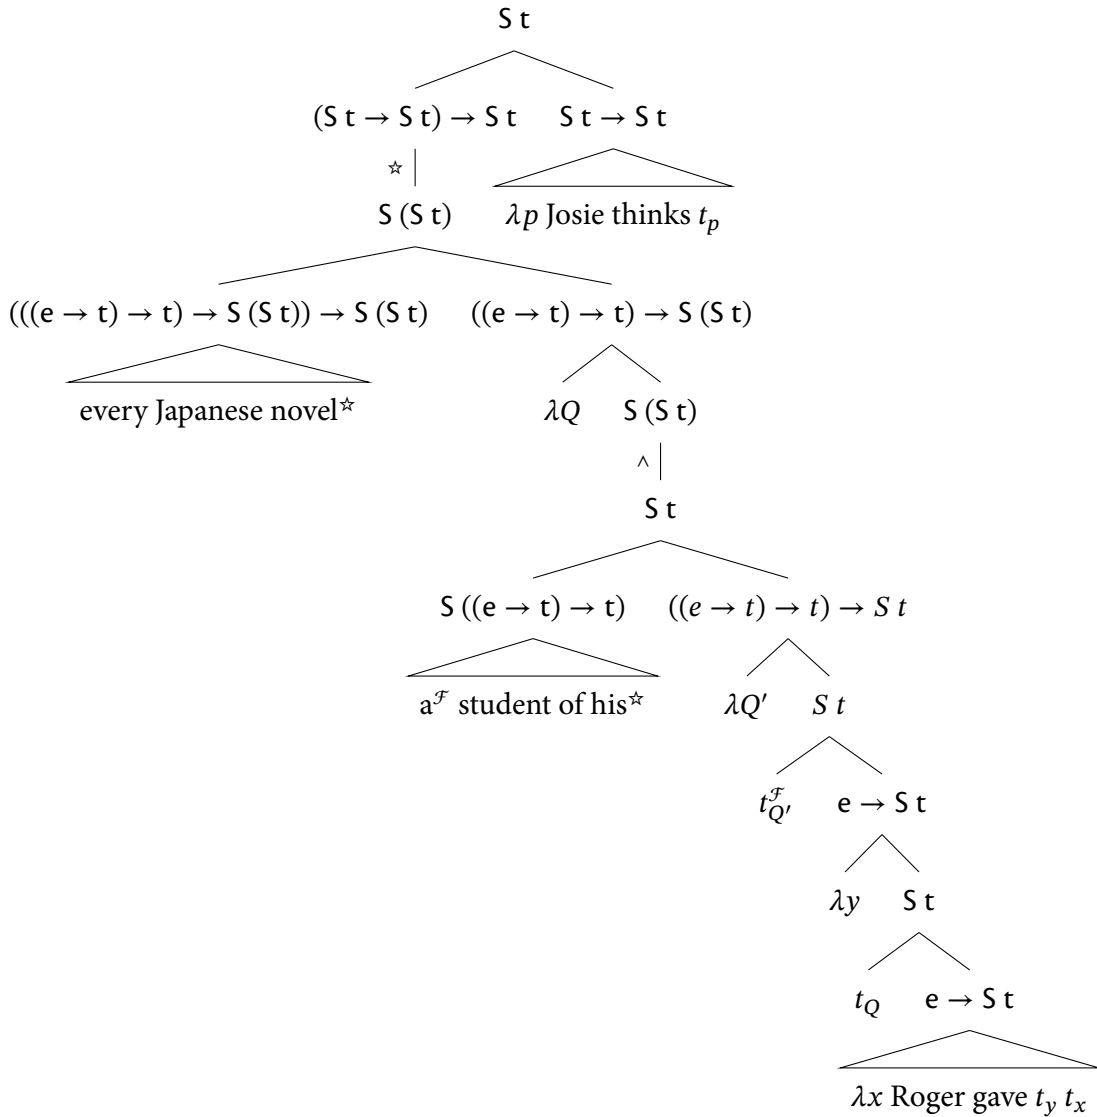 S t
(S t → S t) → S t S t → S t
☆
S (S t) λp Josie thinks t_p
(((e → t) → t) → S (S t)) → S (S t) ((e → t) → t) → S (S t)
every Japanese novel^☆ λQ S (S t)
^
S t
S ((e → t) → t) ((e → t) → t) → S t
a^ℱ student of his^☆ λQ′ S t
t^ℱ_Q′ e → S t
λy S t
t_Q e → S t
λx Roger gave t_y t_x